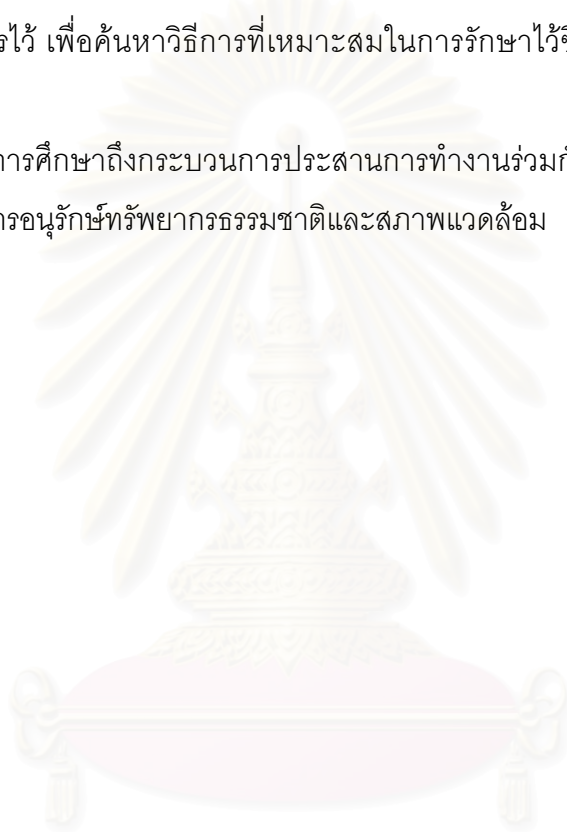 รไว้ เพื่อค้นหาวิธีการที่เหมาะสมในการรักษาไว้
การศึกษาถึงกระบวนการประสานการทำงานร่วมกั
ารอนุรักษ์ทรัพยากรธรรมชาติและสภาพแวดล้อม